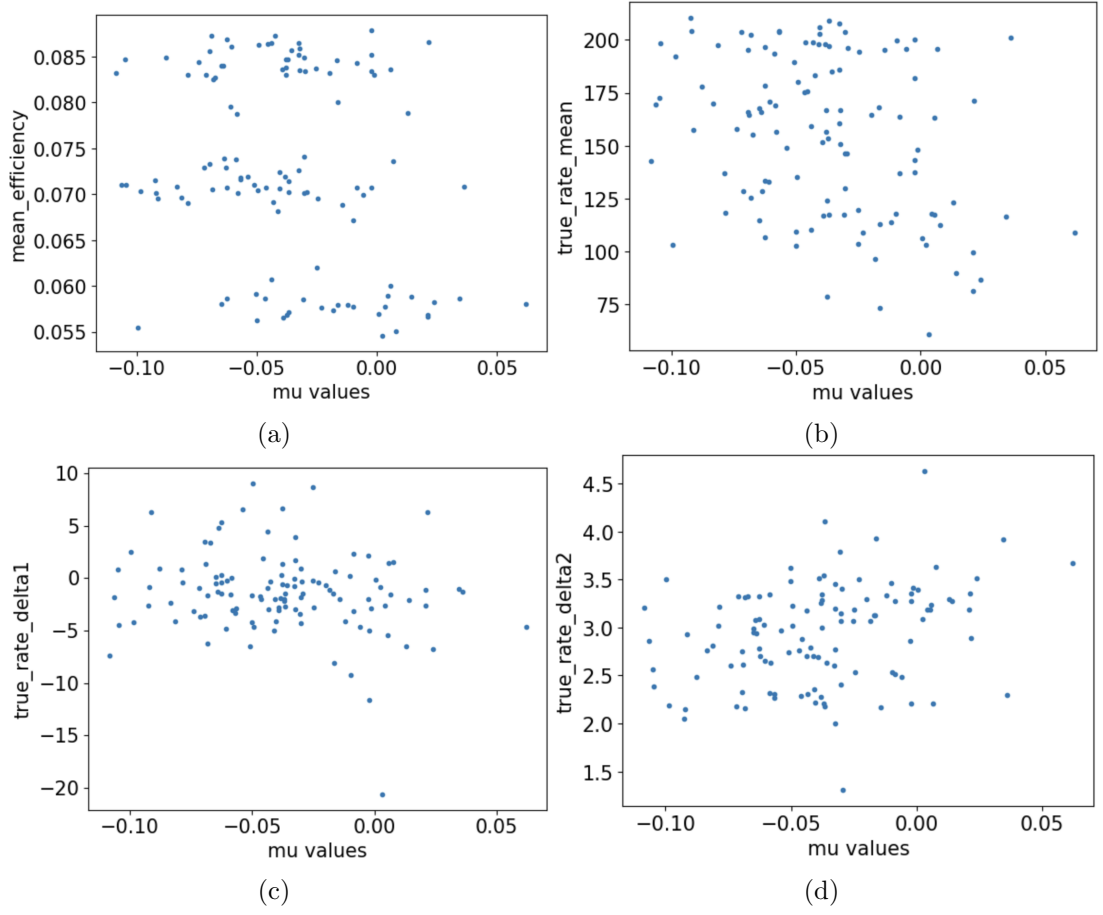 mean_efficiency
0.085
0.080
0.075
0.070
0.065
0.060
0.055
−0.10 −0.05 0.00 0.05
mu values
(a)
true_rate_mean
200
175
150
125
100
75
−0.10 −0.05 0.00 0.05
mu values
(b)
true_rate_delta1
10
5
0
−5
−10
−15
−20
−0.10 −0.05 0.00 0.05
mu values
(c)
true_rate_delta2
4.5
4.0
3.5
3.0
2.5
2.0
1.5
−0.10 −0.05 0.00 0.05
mu values
(d)